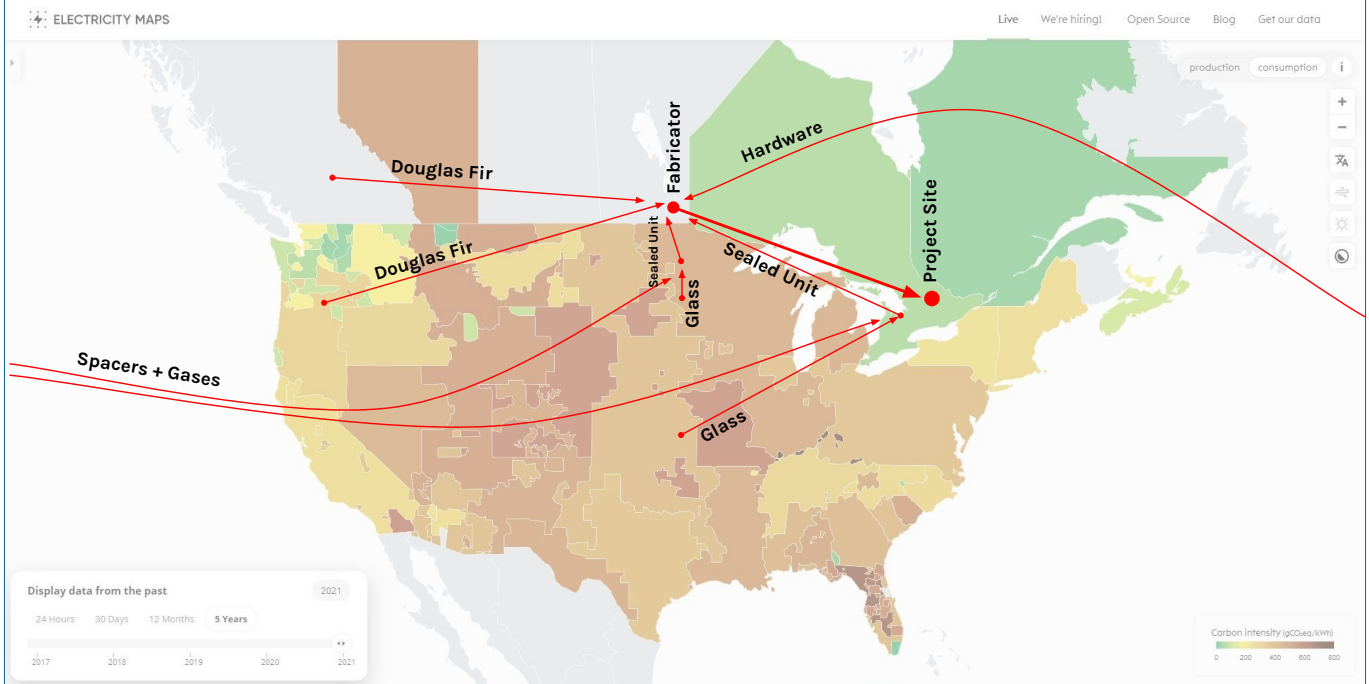 ELECTRICITY MAPS
Live We're hiring! Open Source Blog Get our data
production consumption i
+
−
文A
Fabricator
Hardware
Douglas Fir
Project Site
Sealed Unit
Douglas Fir
Sealed Unit
Glass
Spacers + Gases
Glass
Display data from the past 2021
24 Hours 30 Days 12 Months 5 Years
2017 2018 2019 2020 2021
Carbon intensity (gCO₂eq/kWh)
0 200 400 600 800